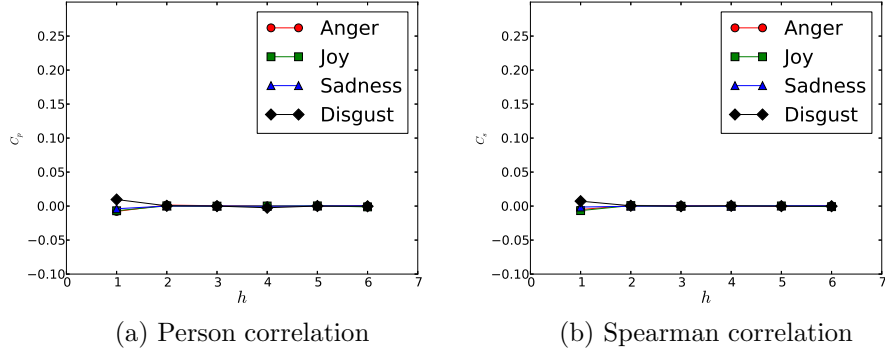 0.25
0.20
0.15
0.10
0.05
0.00
−0.05
−0.10
C_p
0 1 2 3 4 5 6 7
h
Anger
Joy
Sadness
Disgust
(a) Person correlation
0.25
0.20
0.15
0.10
0.05
0.00
−0.05
−0.10
C_s
0 1 2 3 4 5 6 7
h
Anger
Joy
Sadness
Disgust
(b) Spearman correlation